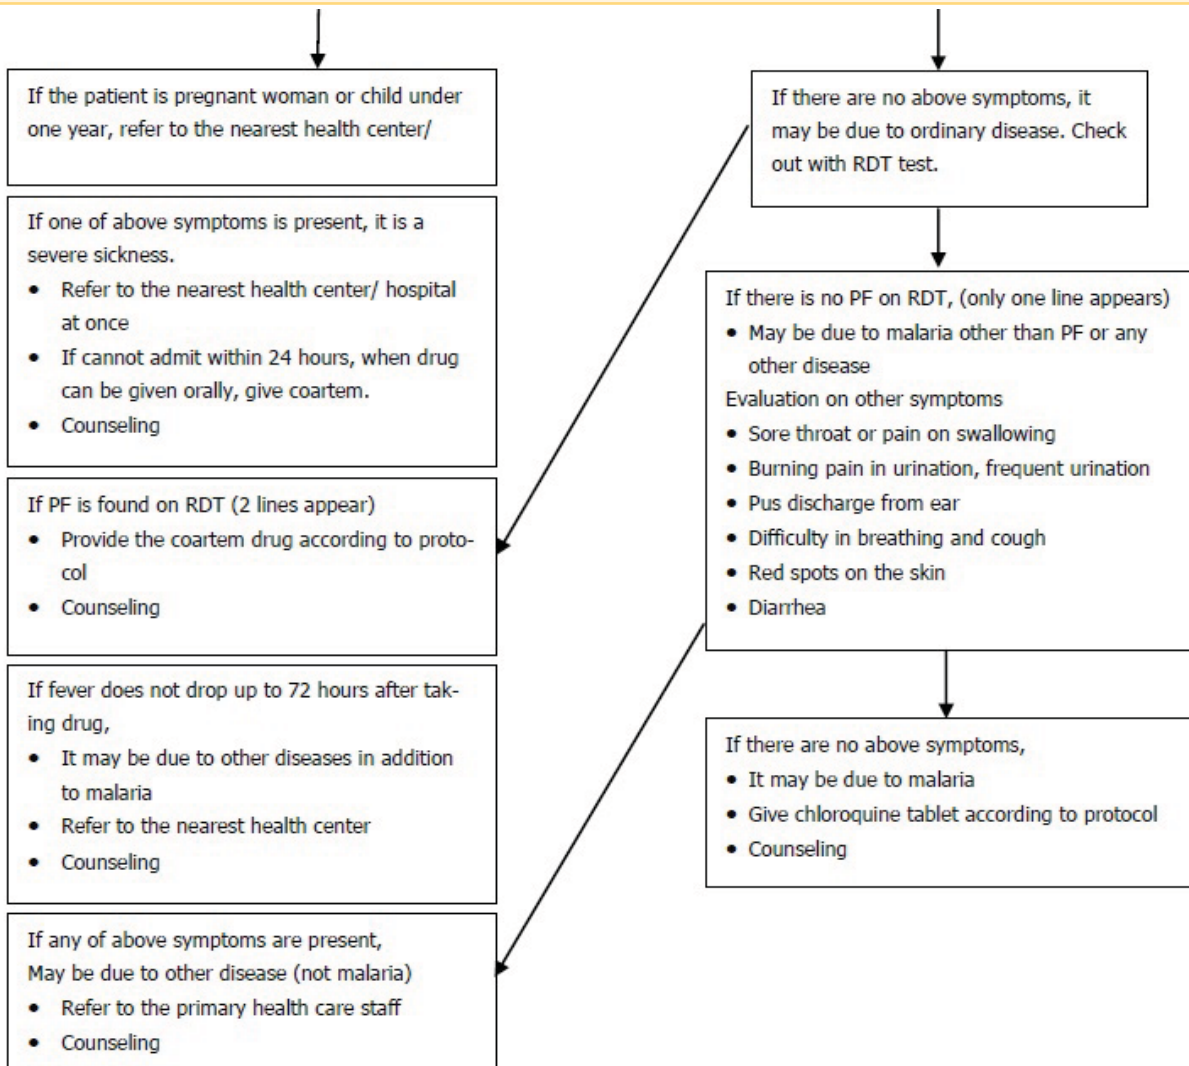 If the patient is pregnant woman or child under
one year, refer to the nearest health center/
If one of above symptoms is present, it is a
severe sickness.
• Refer to the nearest health center/ hospital
at once
• If cannot admit within 24 hours, when drug
can be given orally, give coartem.
• Counseling
If PF is found on RDT (2 lines appear)
• Provide the coartem drug according to proto-
col
• Counseling
If fever does not drop up to 72 hours after tak-
ing drug,
• It may be due to other diseases in addition
to malaria
• Refer to the nearest health center
• Counseling
If any of above symptoms are present,
May be due to other disease (not malaria)
• Refer to the primary health care staff
• Counseling
If there are no above symptoms, it
may be due to ordinary disease. Check
out with RDT test.
If there is no PF on RDT, (only one line appears)
• May be due to malaria other than PF or any
other disease
Evaluation on other symptoms
• Sore throat or pain on swallowing
• Burning pain in urination, frequent urination
• Pus discharge from ear
• Difficulty in breathing and cough
• Red spots on the skin
• Diarrhea
If there are no above symptoms,
• It may be due to malaria
• Give chloroquine tablet according to protocol
• Counseling